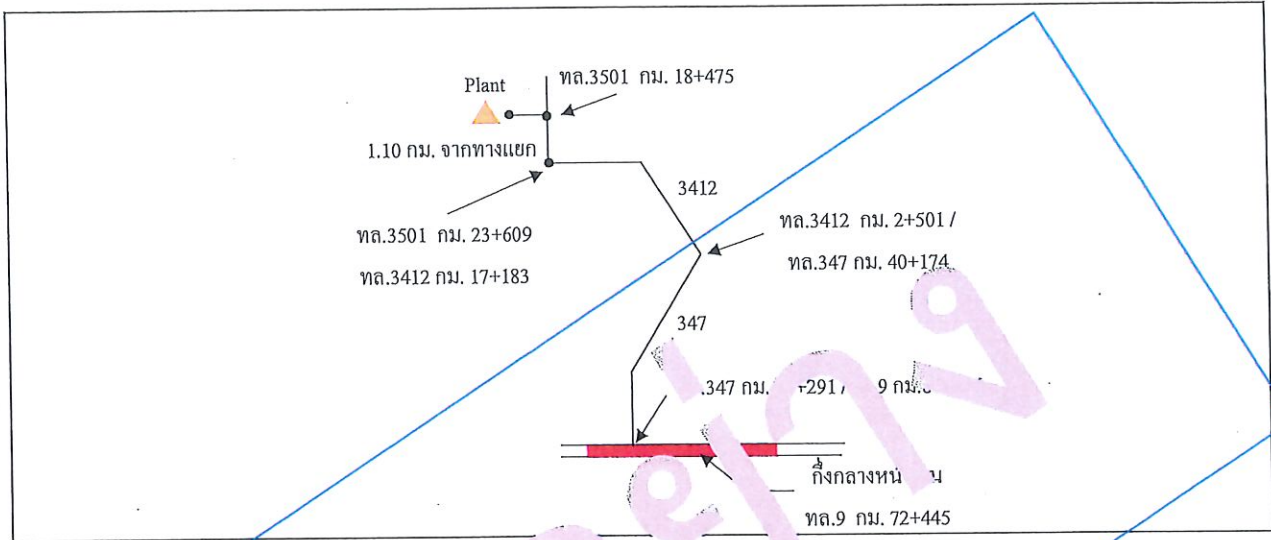 Plant
ทล.3501 กม. 18+475
1.10 กม. จากทางแยก
3412
ทล.3501 กม. 23+609
ทล.3412 กม. 17+183
ทล.3412 กม. 2+501 /
ทล.347 กม. 40+174
347
347 กม. +291 / 9 กม.
กึ่งกลางหน้
ทล.9 กม. 72+445